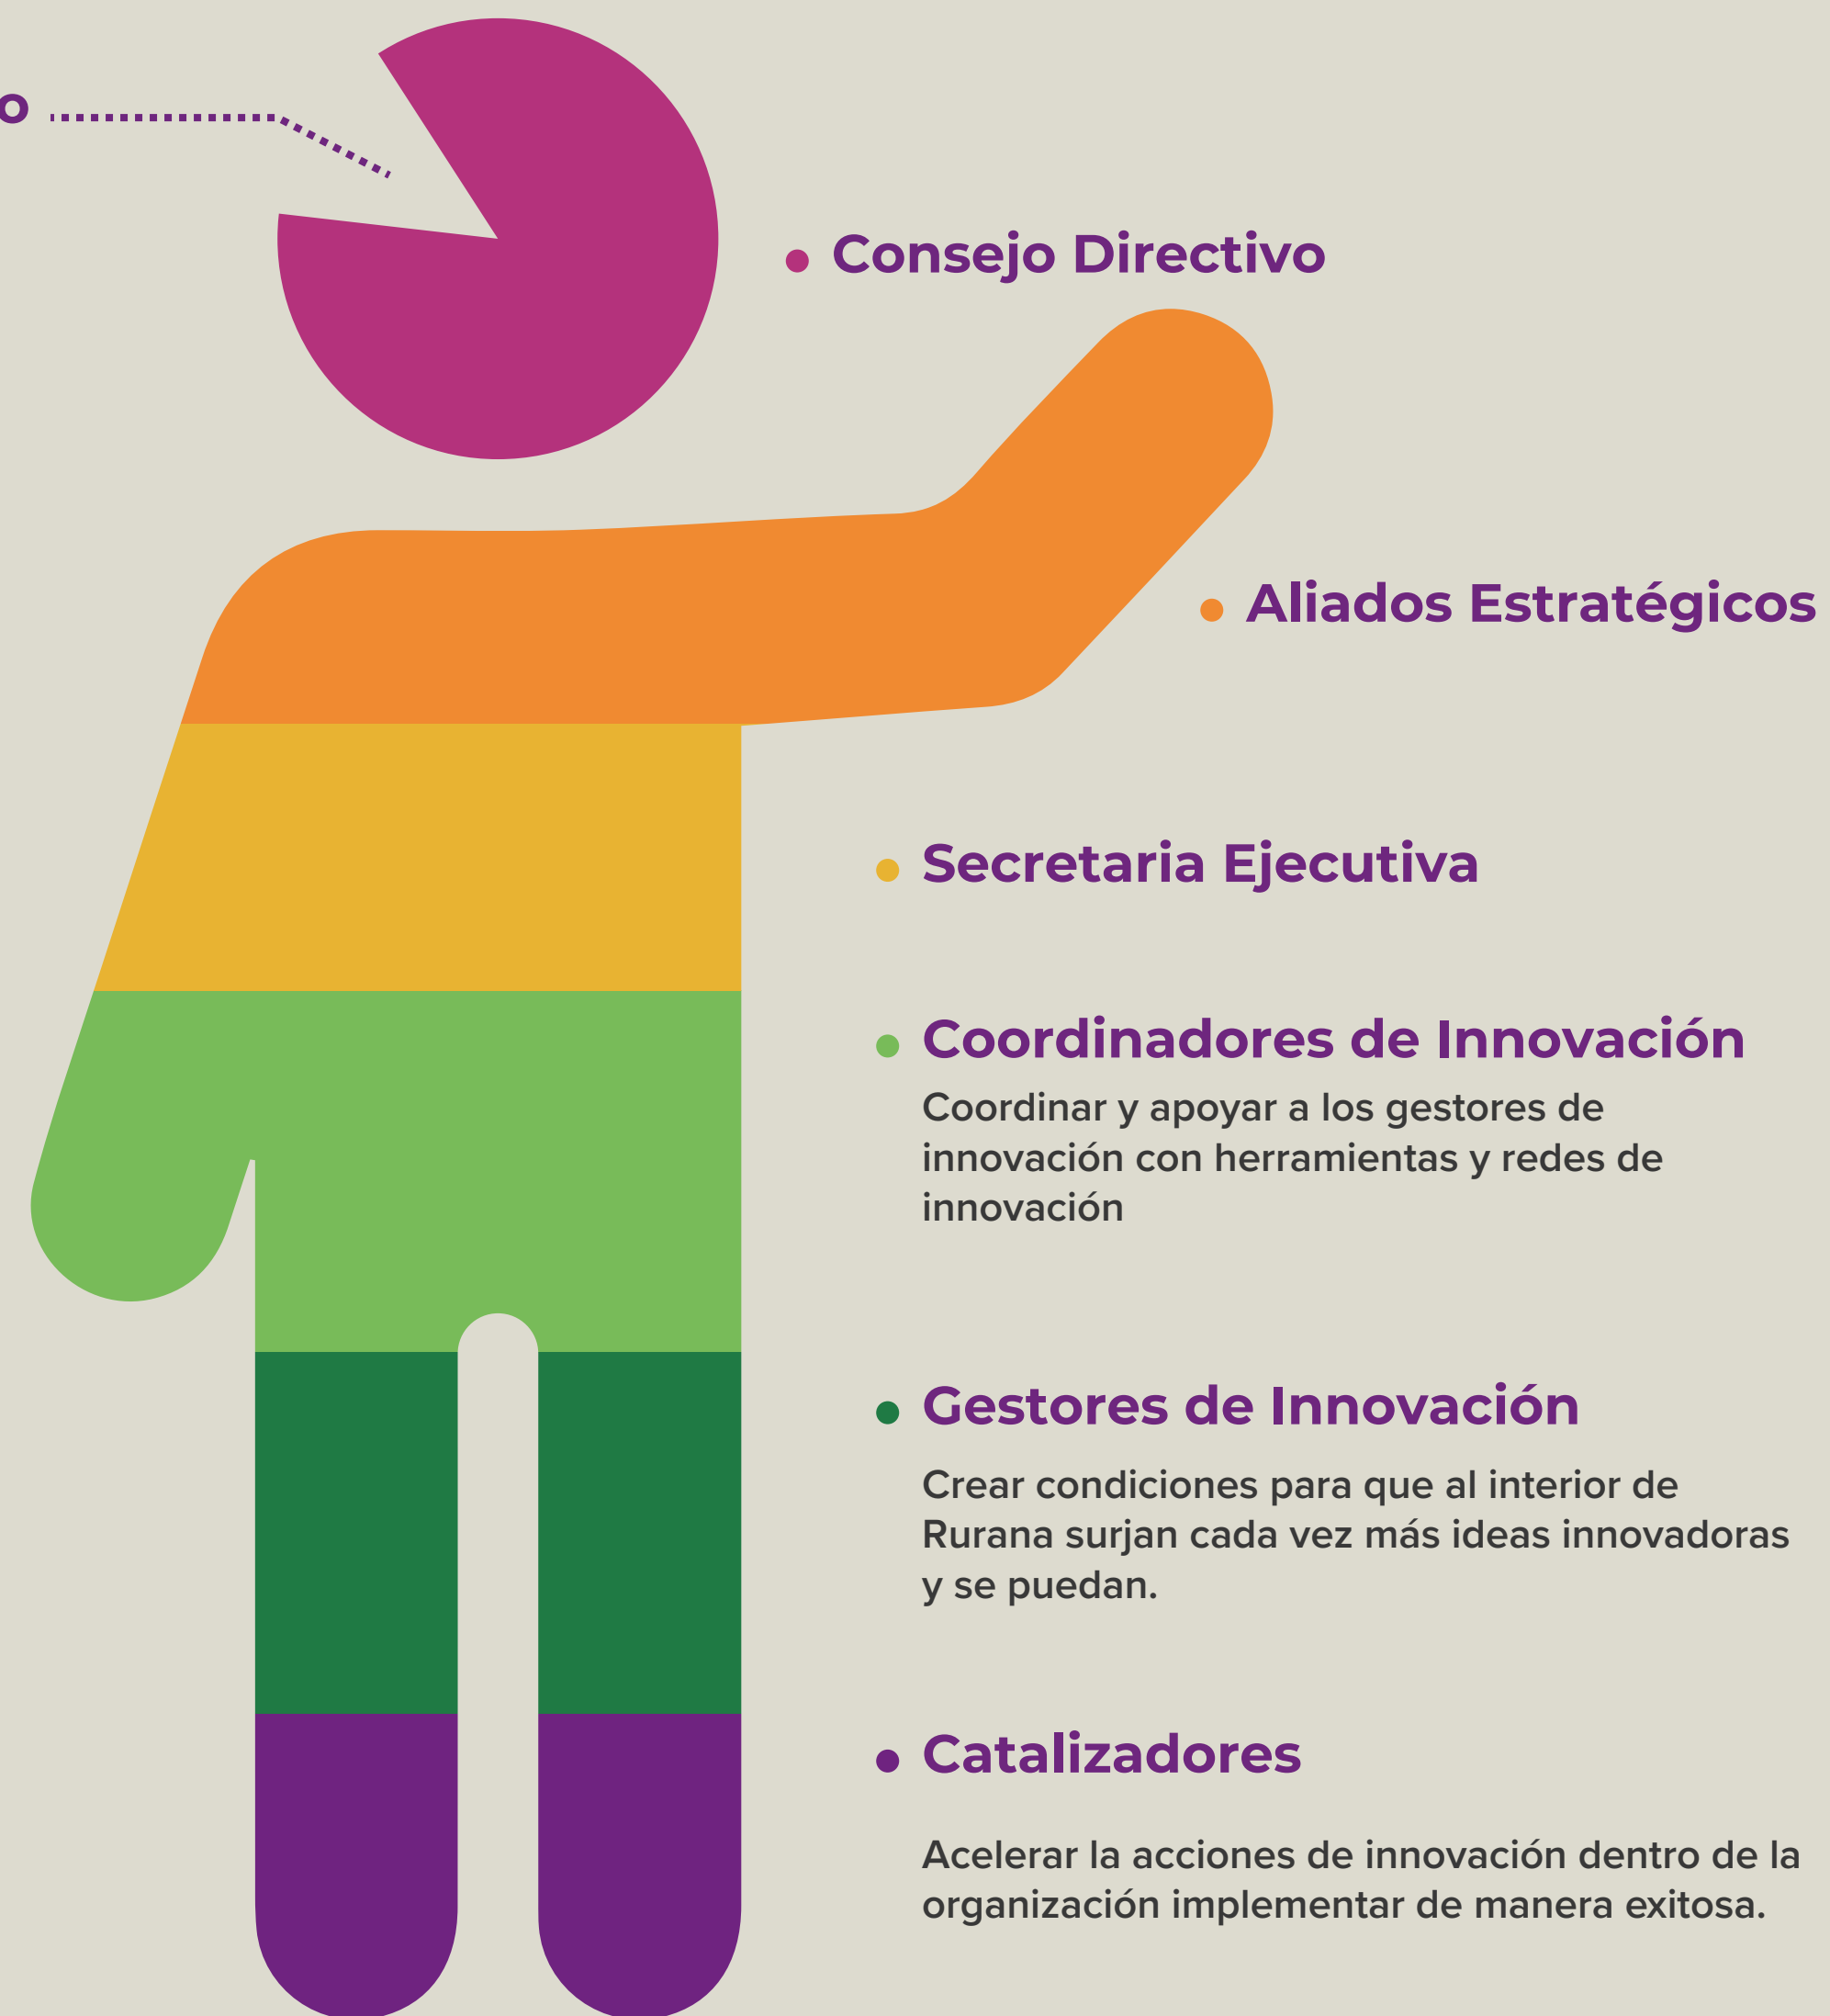 Consejo Directivo
Aliados Estratégicos
Secretaria Ejecutiva
Coordinadores de Innovación
Coordinar y apoyar a los gestores de
innovación con herramientas y redes de
innovación
Gestores de Innovación
Crear condiciones para que al interior de
Rurana surjan cada vez más ideas innovadoras
y se puedan.
Catalizadores
Acelerar la acciones de innovación dentro de la
organización implementar de manera exitosa.